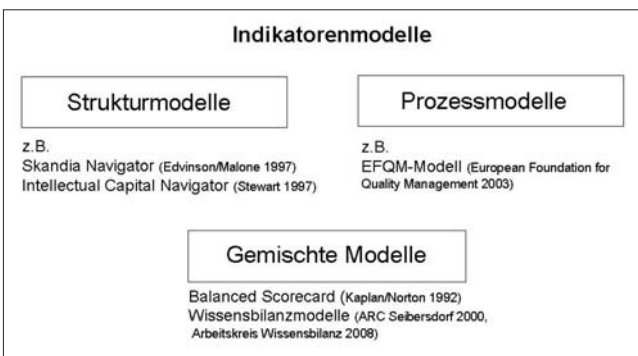 Indikatorenmodelle
Strukturmodelle
z.B.
Skandia Navigator (Edvinson/Malone 1997)
Intellectual Capital Navigator (Stewart 1997)
Prozessmodelle
z.B.
EFQM-Modell (European Foundation for
Quality Management 2003)
Gemischte Modelle
Balanced Scorecard (Kaplan/Norton 1992)
Wissensbilanzmodelle (ARC Seibersdorf 2000,
Arbeitskreis Wissensbilanz 2008)